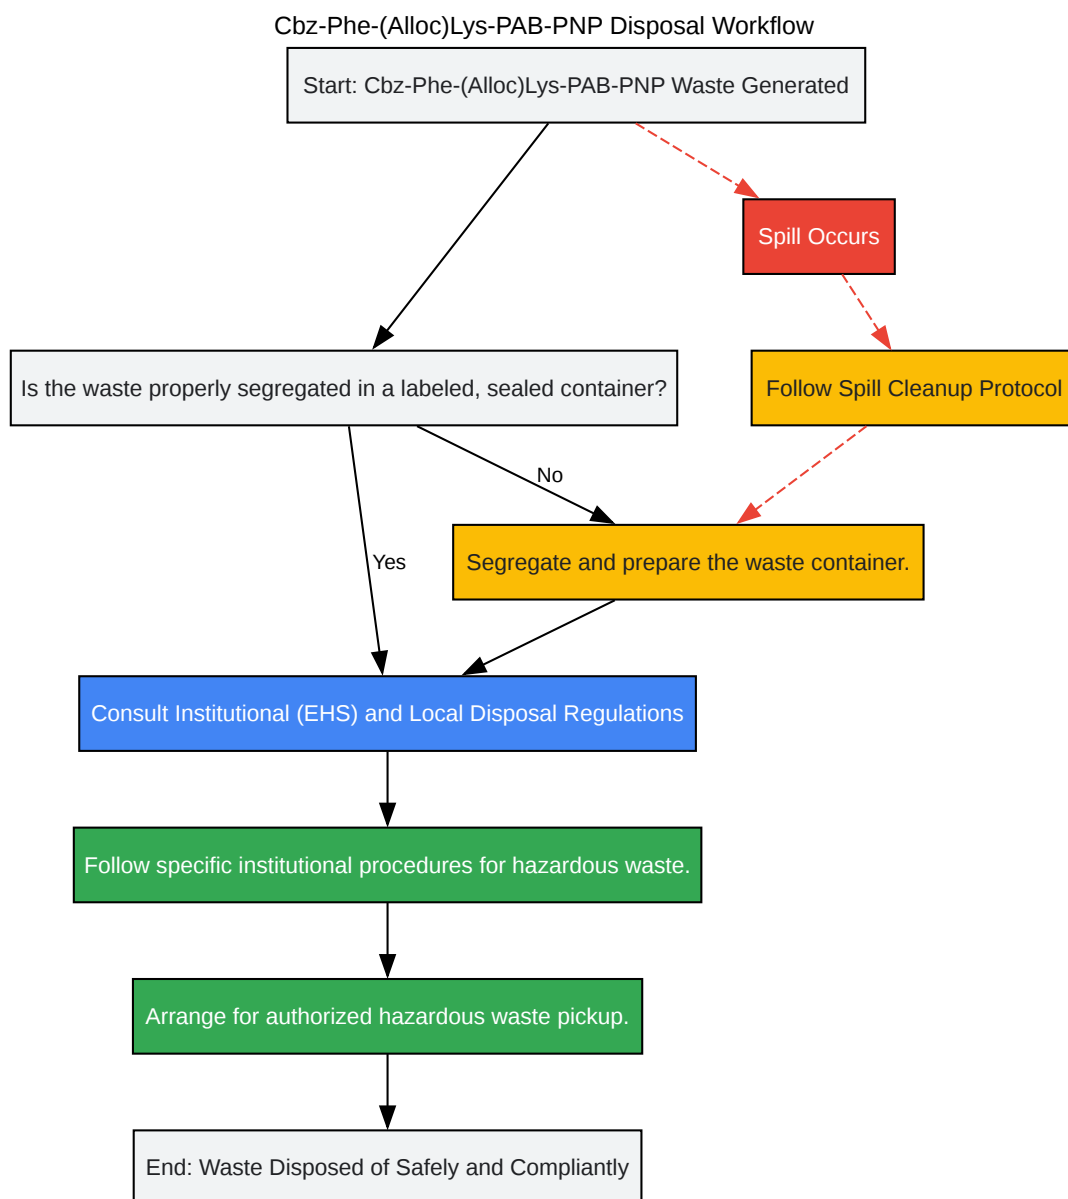 Cbz-Phe-(Alloc)Lys-PAB-PNP Disposal Workflow
Start: Cbz-Phe-(Alloc)Lys-PAB-PNP Waste Generated
Spill Occurs
Is the waste properly segregated in a labeled, sealed container?
Follow Spill Cleanup Protocol
No
Yes
Segregate and prepare the waste container.
Consult Institutional (EHS) and Local Disposal Regulations
Follow specific institutional procedures for hazardous waste.
Arrange for authorized hazardous waste pickup.
End: Waste Disposed of Safely and Compliantly